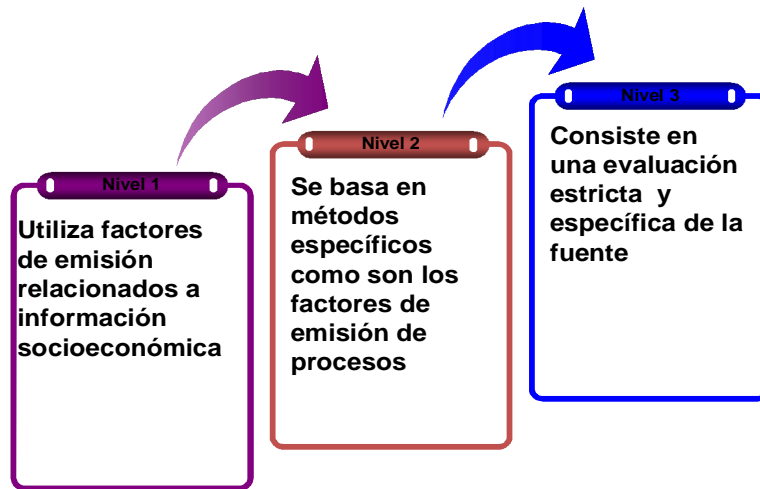 Nivel 1
Utiliza factores
de emisión
relacionados a
información
socioeconómica
Nivel 2
Se basa en
métodos
específicos
como son los
factores de
emisión de
procesos
Nivel 3
Consiste en
una evaluación
estricta y
específica de la
fuente